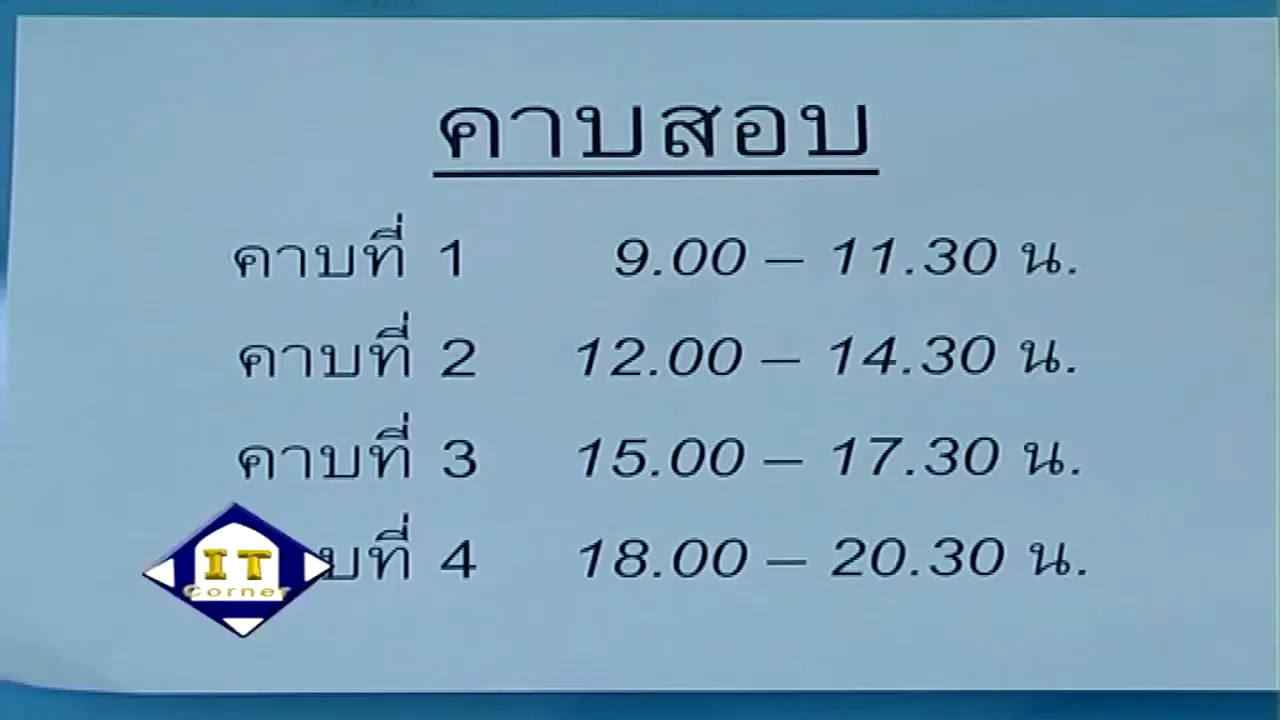 คาบสอบ
คาบที่ 1 9.00 – 11.30 น.
คาบที่ 2 12.00 – 14.30 น.
คาบที่ 3 15.00 – 17.30 น.
4 18.00 – 20.30 น.
IT
Corner